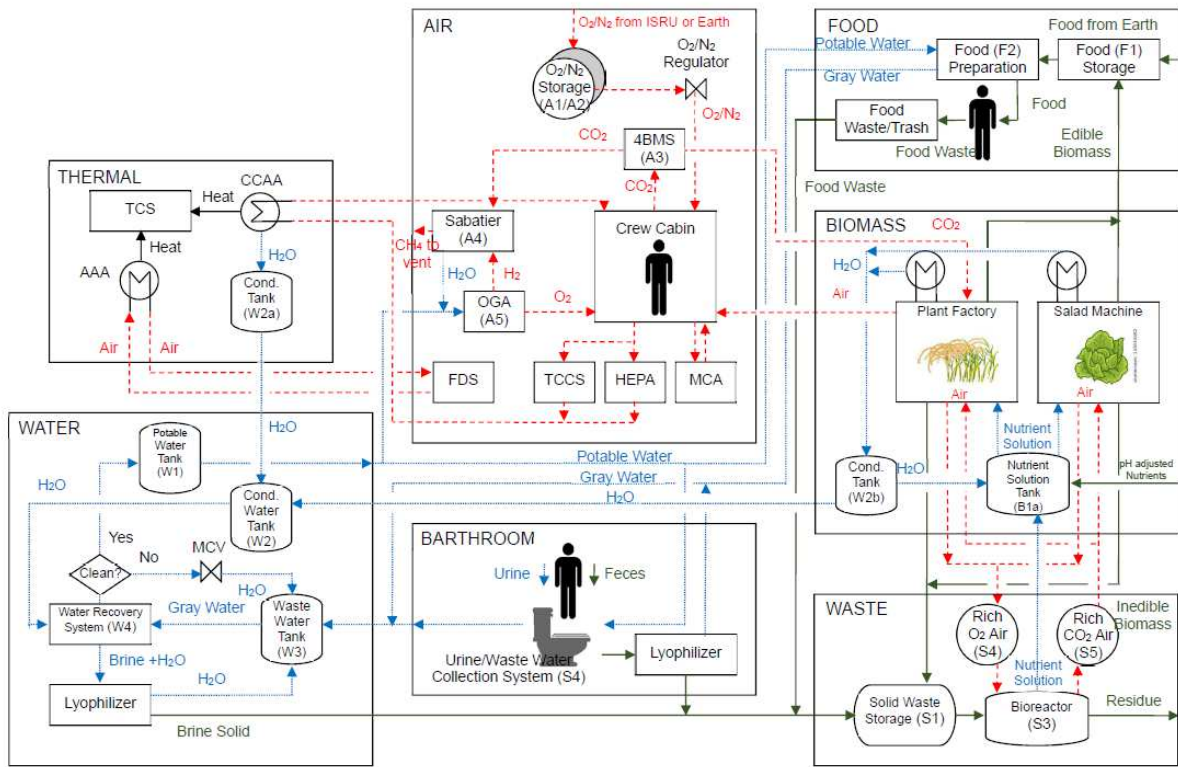 AIR
O₂/N₂ from ISRU or Earth
O₂/N₂
Storage
(A1/A2)
O₂/N₂
Regulator
O₂/N₂
CO₂
4BMS
(A3)
CO₂
Sabatier
(A4)
CH₄ to
vent
H₂O
H₂
OGA
(A5)
O₂
Crew Cabin
FDS
TCCS
HEPA
MCA
FOOD
Food from Earth
Potable Water
Gray Water
Food (F2)
Preparation
Food (F1)
Storage
Food
Food
Waste/Trash
Food Waste
Edible
Biomass
Food Waste
THERMAL
CCAA
TCS
Heat
Heat
AAA
H₂O
Cond.
Tank
(W2a)
Air
Air
H₂O
BIOMASS
CO₂
H₂O
Air
Plant Factory
Salad Machine
Air
Air
Nutrient
Solution
Cond.
Tank
(W2b)
H₂O
Nutrient
Solution
Tank
(B1a)
pH adjusted
Nutrients
WATER
Potable
Water
Tank
(W1)
Potable Water
Gray Water
H₂O
H₂O
Cond.
Water
Tank
(W2)
Yes
No
MCV
Clean?
H₂O
Gray Water
Water Recovery
System (W4)
Waste
Water
Tank
(W3)
Brine +H₂O
H₂O
Lyophilizer
Brine Solid
BARTHROOM
Urine
Feces
Urine/Waste Water
Collection System (S4)
Lyophilizer
WASTE
Rich
O₂ Air
(S4)
Rich
CO₂ Air
(S5)
Inedible
Biomass
Nutrient
Solution
Solid Waste
Storage (S1)
Bioreactor
(S3)
Residue